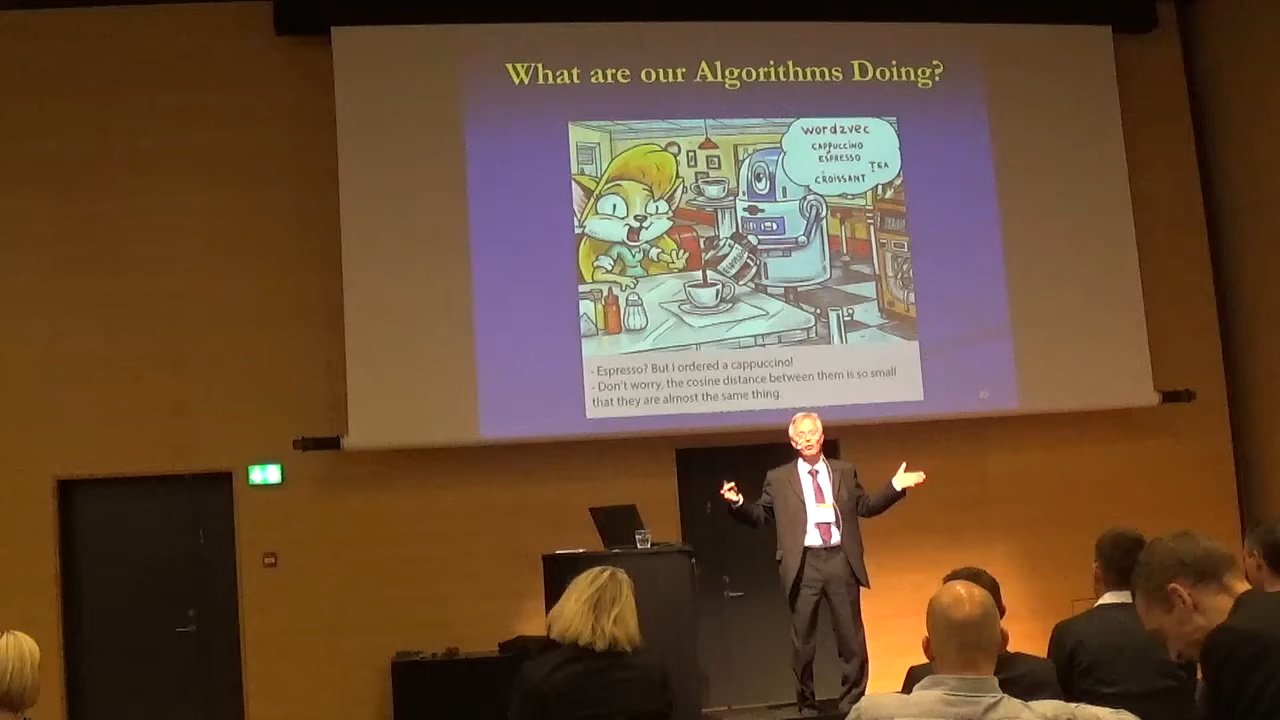 What are our Algorithms Doing?
word2vec
CAPPUCCINO
ESPRESSO
TEA
CROISSANT
- Espresso? But I ordered a cappuccino!
- Don't worry, the cosine distance between them is so small
that they are almost the same thing.